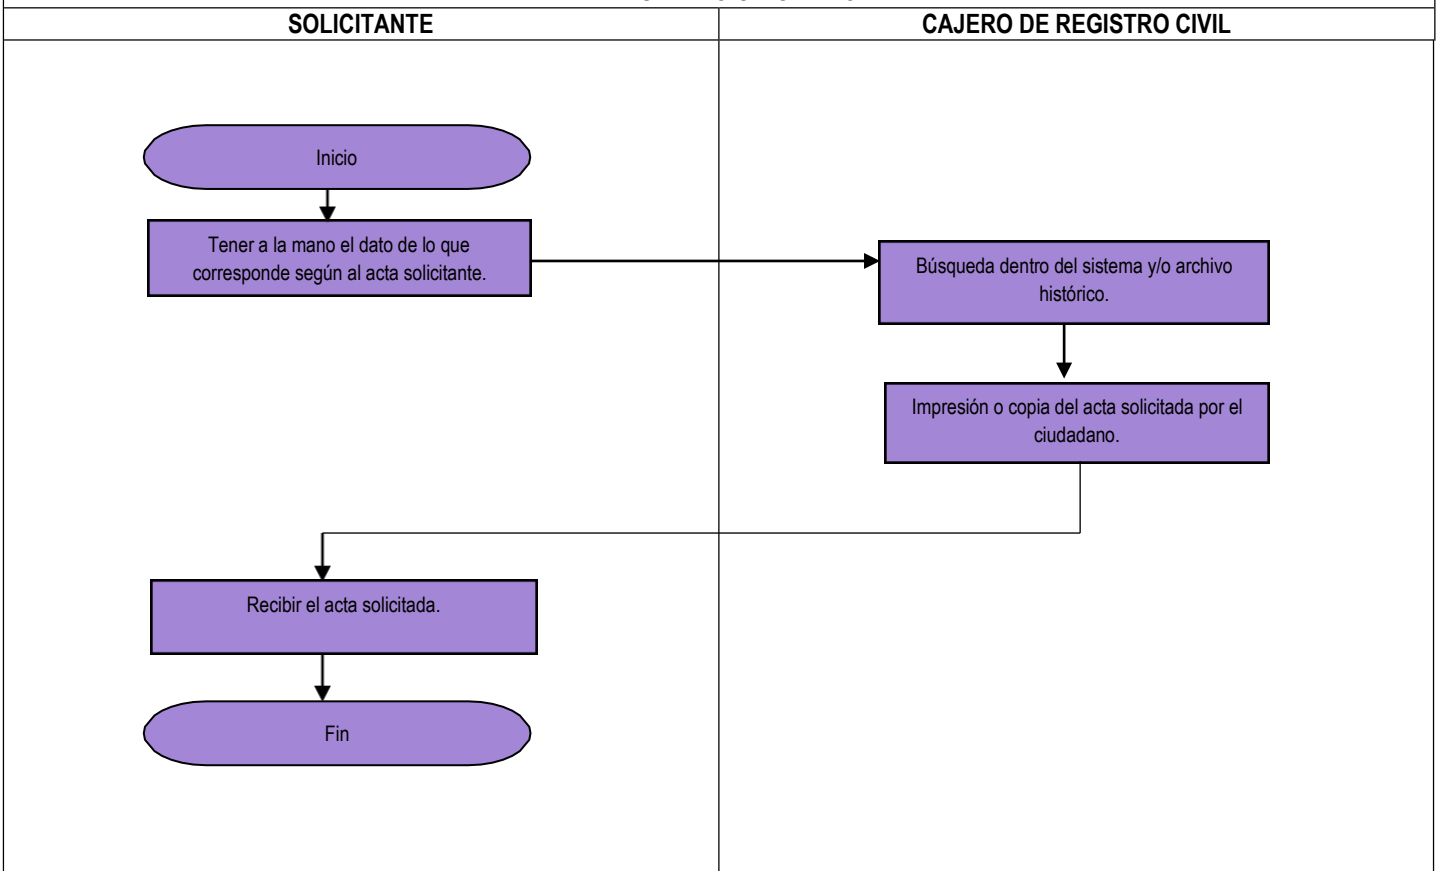 SOLICITANTE
CAJERO DE REGISTRO CIVIL
Inicio
Tener a la mano el dato de lo que
corresponde según al acta solicitante.
Búsqueda dentro del sistema y/o archivo
histórico.
Impresión o copia del acta solicitada por el
ciudadano.
Recibir el acta solicitada.
Fin